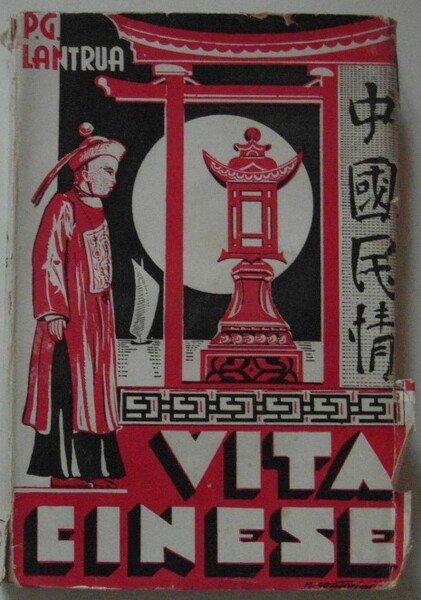 P.G.
LANTRUA
中國民情
VITA
CINESE